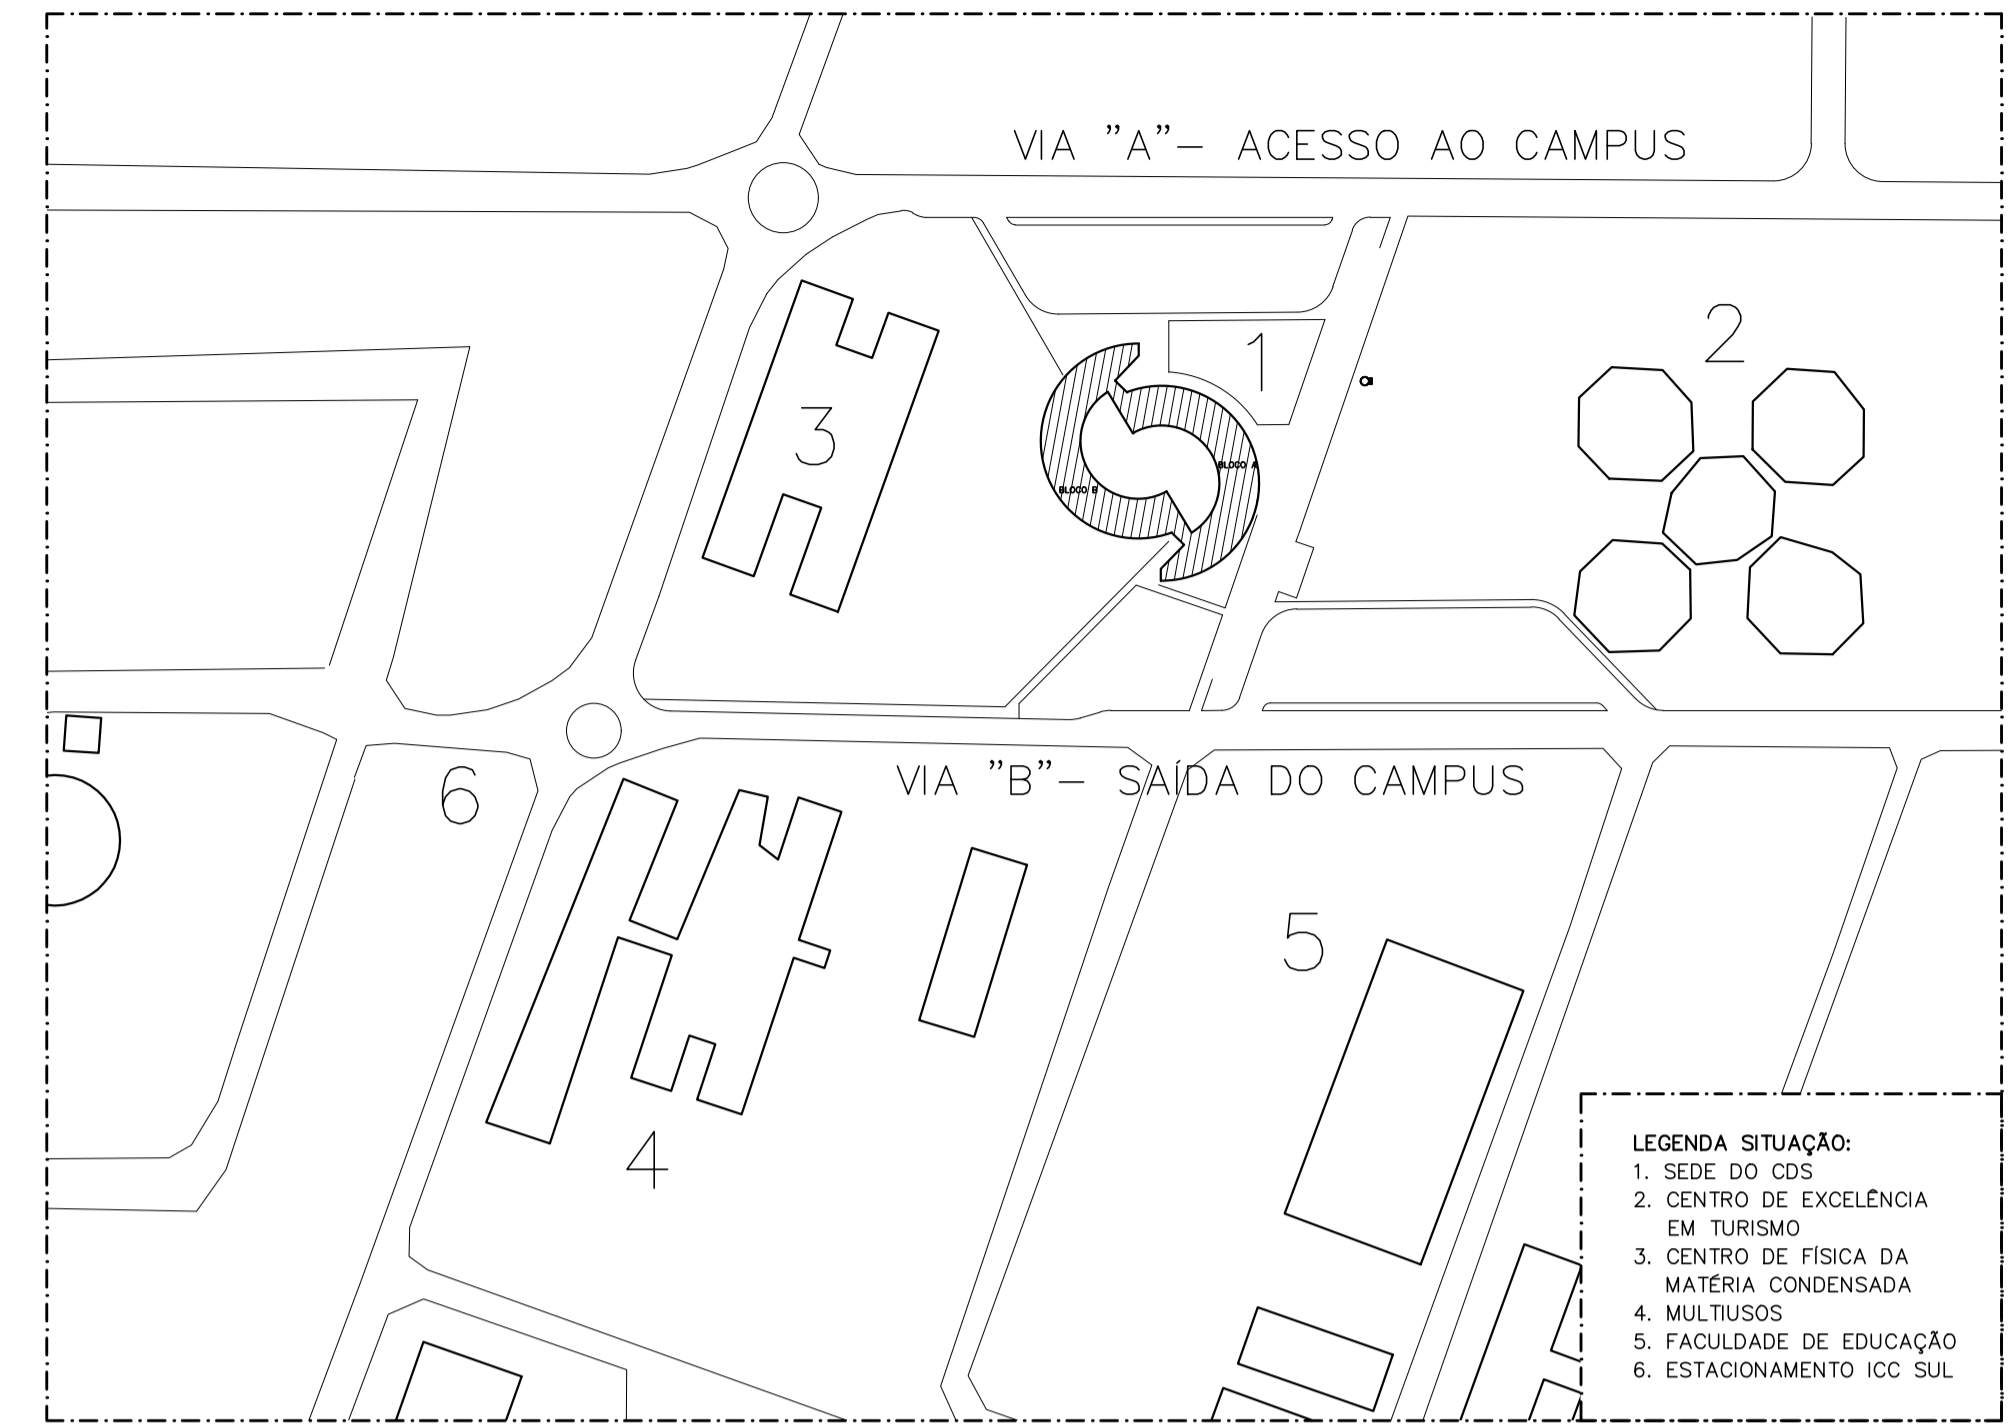 VIA "A"- ACESSO AO CAMPUS
2
1
3
BLOCO A
BLOCO B
VIA "B"- SAÍDA DO CAMPUS
6
5
4
LEGENDA SITUAÇÃO:
1. SEDE DO CDS
2. CENTRO DE EXCELÊNCIA
EM TURISMO
3. CENTRO DE FÍSICA DA
MATÉRIA CONDENSADA
4. MULTIUSOS
5. FACULDADE DE EDUCAÇÃO
6. ESTACIONAMENTO ICC SUL